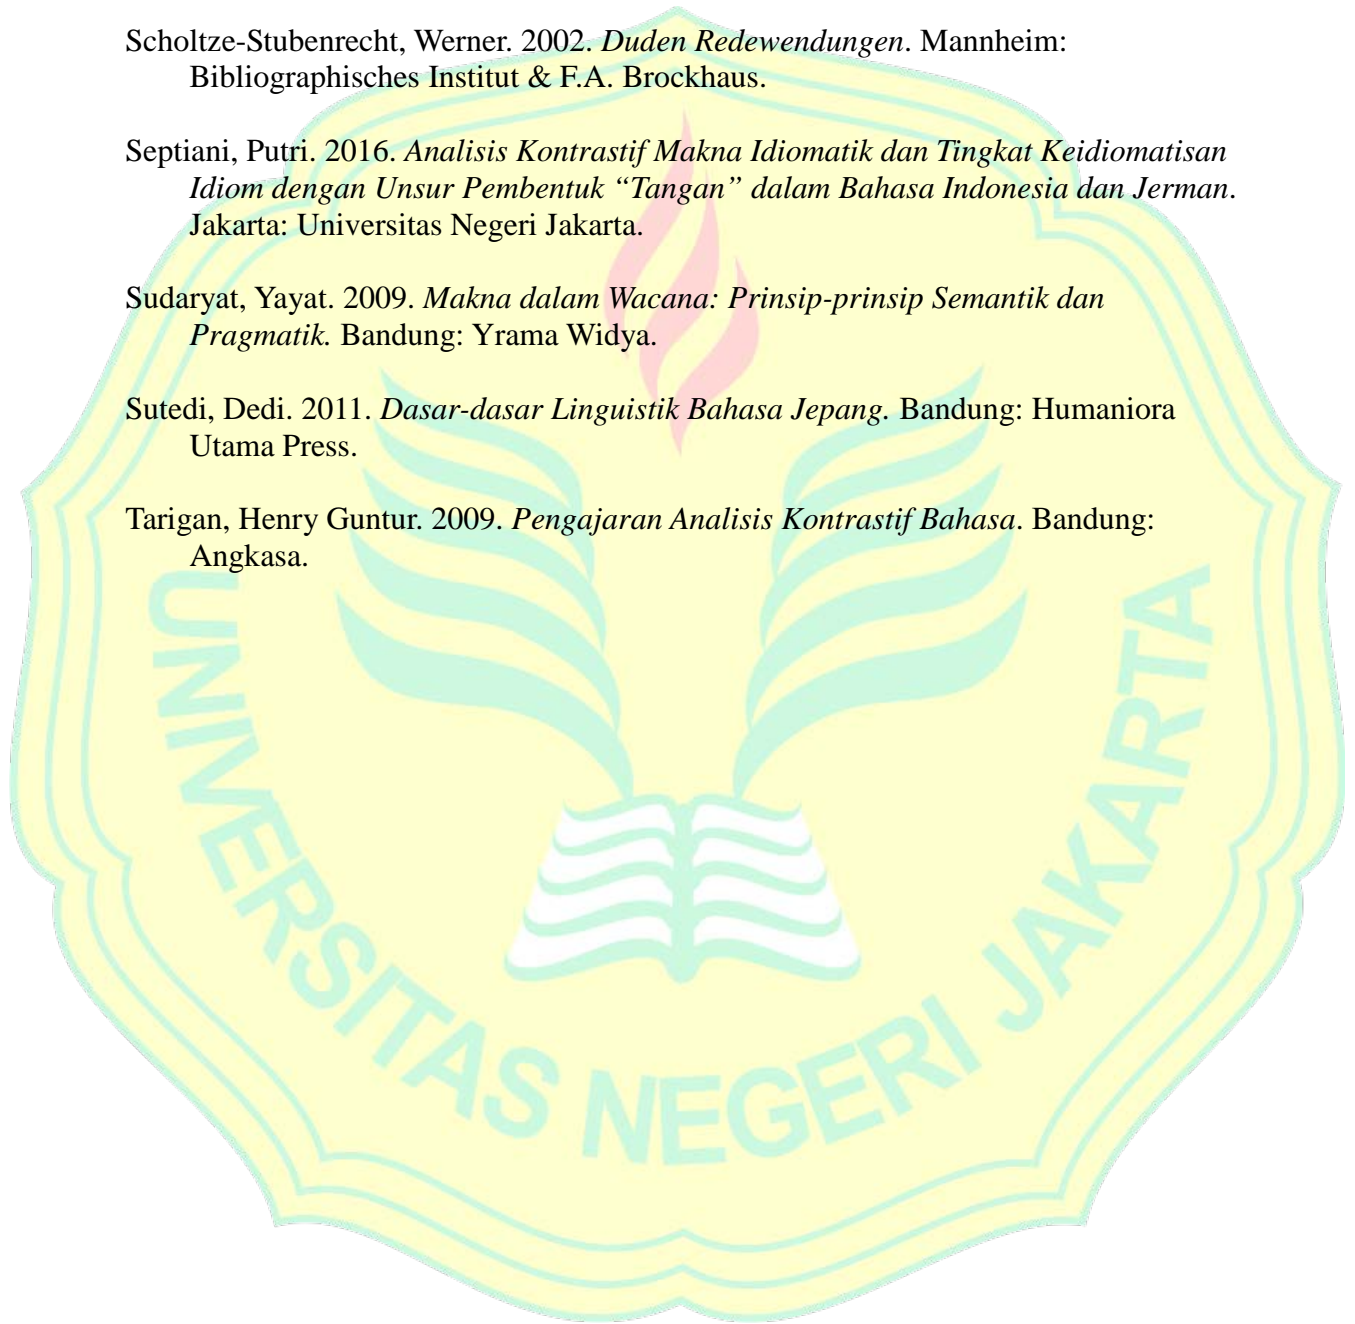 Scholtze-Stubenrecht, Werner. 2002. Duden Redewendungen. Mannheim:
Bibliographisches Institut & F.A. Brockhaus.
Septiani, Putri. 2016. Analisis Kontrastif Makna Idiomatik dan Tingkat Keidiomatisan
Idiom dengan Unsur Pembentuk “Tangan” dalam Bahasa Indonesia dan Jerman.
Jakarta: Universitas Negeri Jakarta.
Sudaryat, Yayat. 2009. Makna dalam Wacana: Prinsip-prinsip Semantik dan
Pragmatik. Bandung: Yrama Widya.
Sutedi, Dedi. 2011. Dasar-dasar Linguistik Bahasa Jepang. Bandung: Humaniora
Utama Press.
Tarigan, Henry Guntur. 2009. Pengajaran Analisis Kontrastif Bahasa. Bandung:
Angkasa.
UNIVERSITAS NEGERI JAKARTA